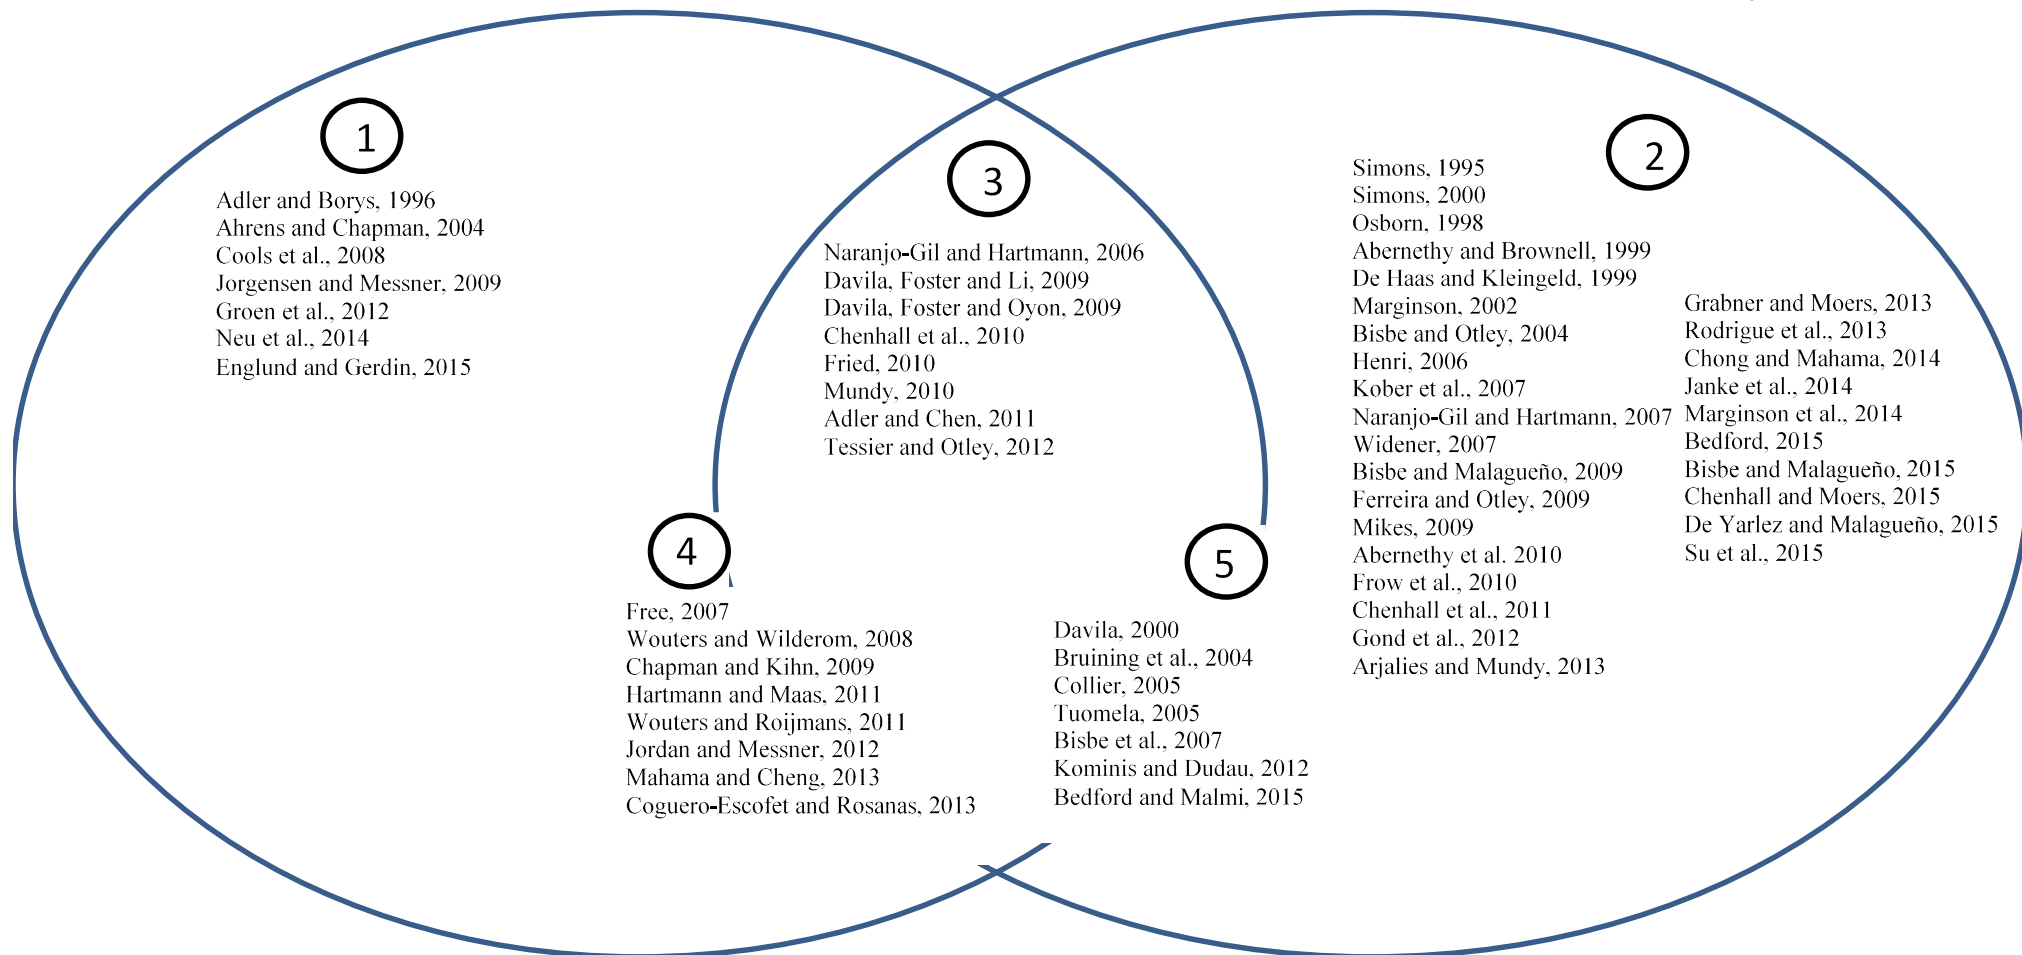 1
Adler and Borys, 1996
Ahrens and Chapman, 2004
Cools et al., 2008
Jorgensen and Messner, 2009
Groen et al., 2012
Neu et al., 2014
Englund and Gerdin, 2015
3
Naranjo-Gil and Hartmann, 2006
Davila, Foster and Li, 2009
Davila, Foster and Oyon, 2009
Chenhall et al., 2010
Fried, 2010
Mundy, 2010
Adler and Chen, 2011
Tessier and Otley, 2012
2
Simons, 1995
Simons, 2000
Osborn, 1998
Abernethy and Brownell, 1999
De Haas and Kleingeld, 1999
Marginson, 2002
Bisbe and Otley, 2004
Henri, 2006
Kober et al., 2007
Naranjo-Gil and Hartmann, 2007
Widener, 2007
Bisbe and Malagueño, 2009
Ferreira and Otley, 2009
Mikes, 2009
Abernethy et al. 2010
Frow et al., 2010
Chenhall et al., 2011
Gond et al., 2012
Arjalies and Mundy, 2013
Grabner and Moers, 2013
Rodrigue et al., 2013
Chong and Mahama, 2014
Janke et al., 2014
Marginson et al., 2014
Bedford, 2015
Bisbe and Malagueño, 2015
Chenhall and Moers, 2015
De Yarlez and Malagueño, 2015
Su et al., 2015
4
Free, 2007
Wouters and Wilderom, 2008
Chapman and Kihn, 2009
Hartmann and Maas, 2011
Wouters and Roijmans, 2011
Jordan and Messner, 2012
Mahama and Cheng, 2013
Coguero-Escofet and Rosanas, 2013
5
Davila, 2000
Bruining et al., 2004
Collier, 2005
Tuomela, 2005
Bisbe et al., 2007
Kominis and Dudau, 2012
Bedford and Malmi, 2015